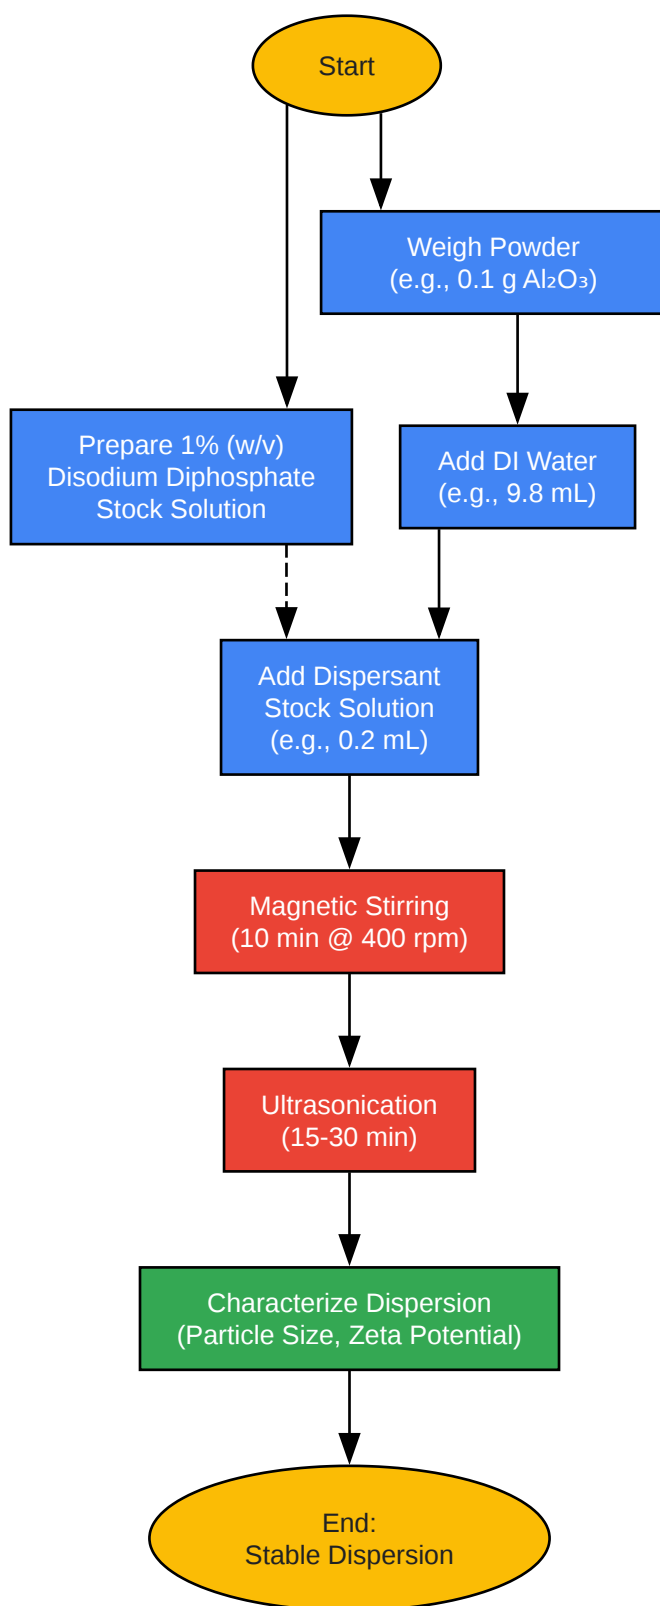 Start
Weigh Powder
(e.g., 0.1 g Al₂O₃)
Prepare 1% (w/v)
Disodium Diphosphate
Stock Solution
Add DI Water
(e.g., 9.8 mL)
Add Dispersant
Stock Solution
(e.g., 0.2 mL)
Magnetic Stirring
(10 min @ 400 rpm)
Ultrasonication
(15-30 min)
Characterize Dispersion
(Particle Size, Zeta Potential)
End:
Stable Dispersion